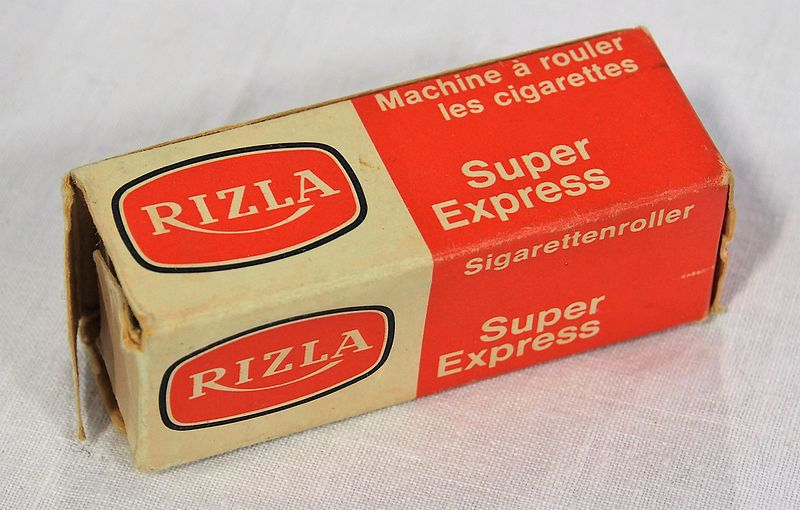 RIZLA
Machine à rouler
les cigarettes
Super
Express
RIZLA
Sigarettenroller
Super
Express